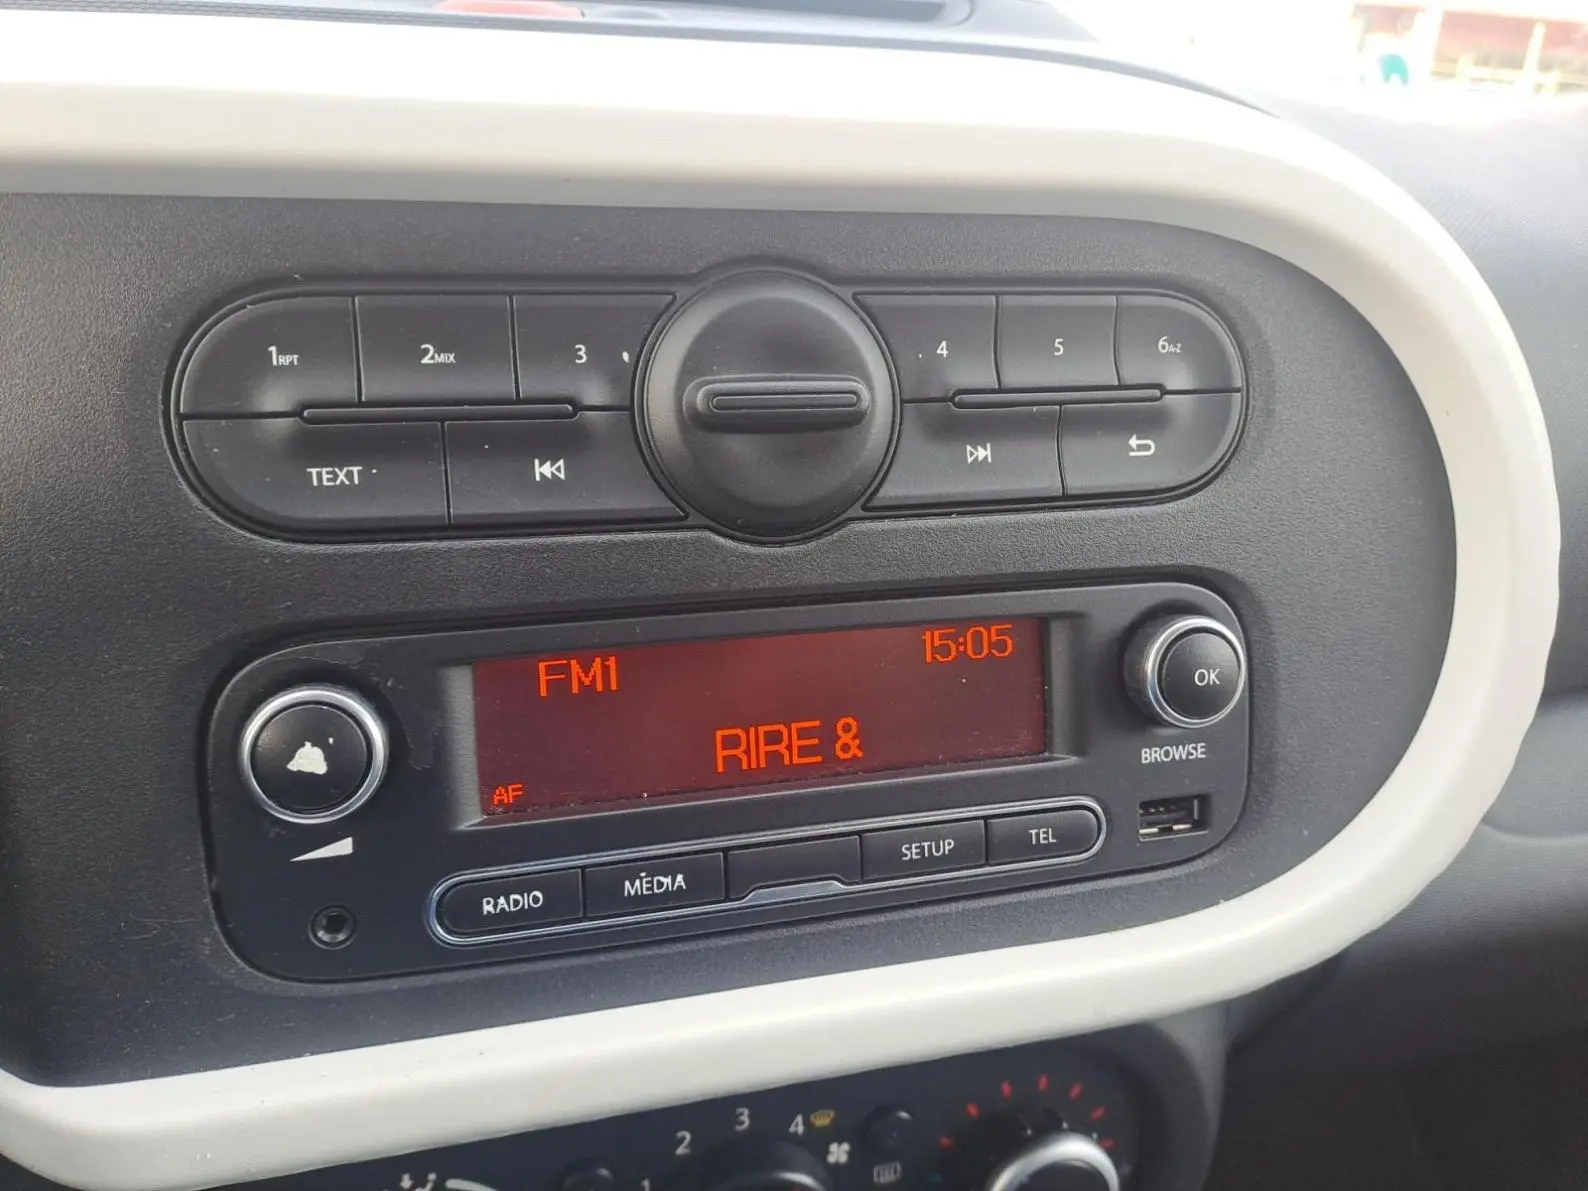 1RPT 2MIX 3 4 5 6A-Z
TEXT
FM1 15:05
RIRE &
AF
OK
BROWSE
RADIO MEDIA SETUP TEL
1 2 3 4